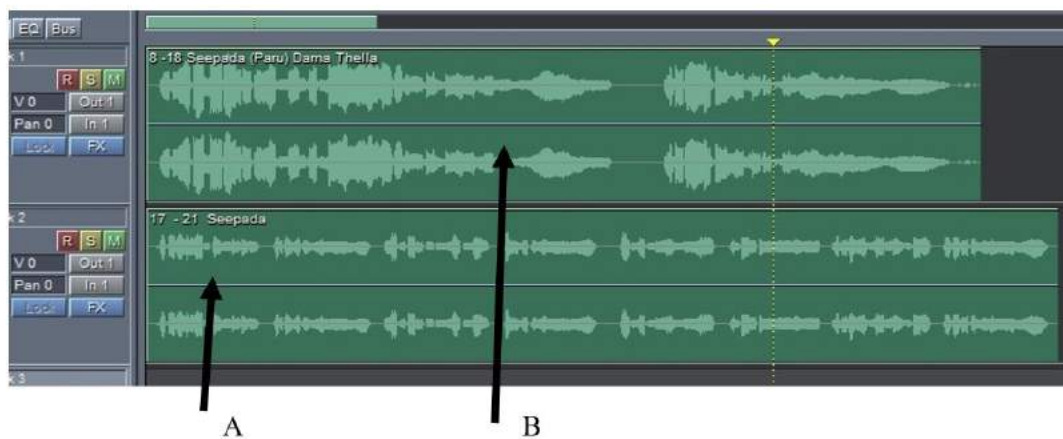 EQ Bus
k 1
8 -18 Seepada (Paru) Dama Thella
R S M
V 0 Out 1
Pan 0 In 1
Lock FX
k 2
17 - 21 Seepada
R S M
V 0 Out 1
Pan 0 In 1
Lock FX
k 3
A B